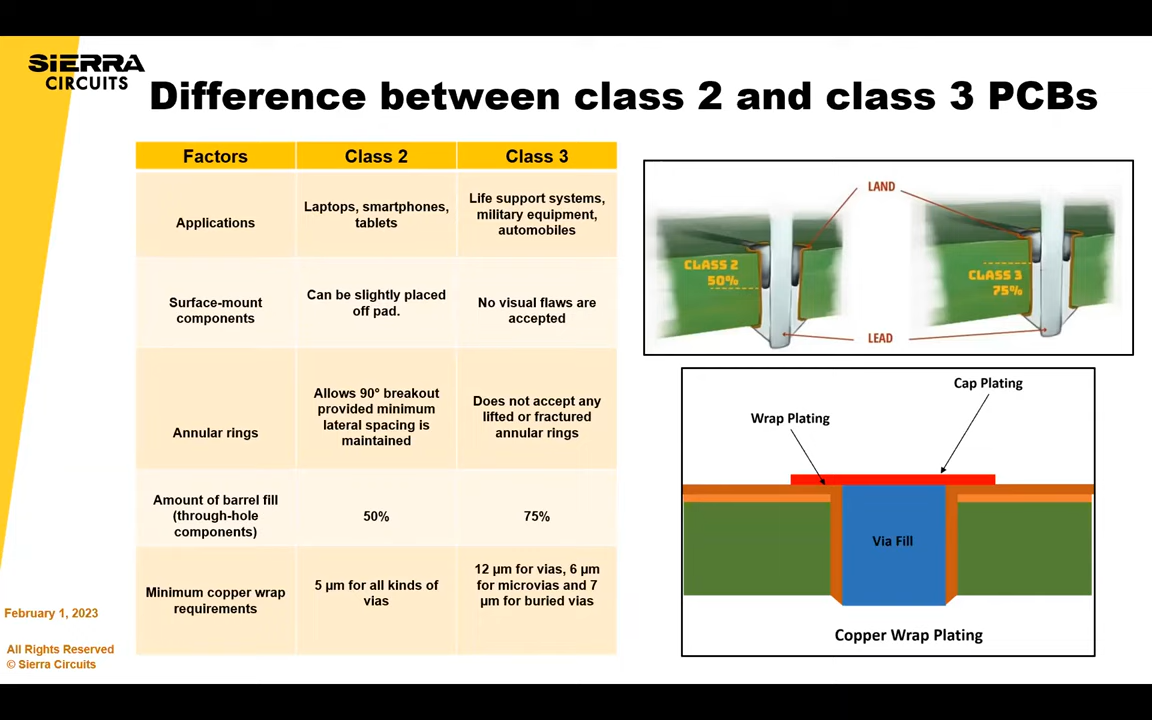 SIERRA
CIRCUITS
Difference between class 2 and class 3 PCBs
Factors
Class 2
Class 3
Applications
Laptops, smartphones,
tablets
Life support systems,
military equipment,
automobiles
Surface-mount
components
Can be slightly placed
off pad.
No visual flaws are
accepted
Annular rings
Allows 90° breakout
provided minimum
lateral spacing is
maintained
Does not accept any
lifted or fractured
annular rings
Amount of barrel fill
(through-hole
components)
50%
75%
Minimum copper wrap
requirements
5 μm for all kinds of
vias
12 μm for vias, 6 μm
for microvias and 7
μm for buried vias
LAND
CLASS 2
50%
CLASS 3
75%
LEAD
Cap Plating
Wrap Plating
Via Fill
Copper Wrap Plating
February 1, 2023
All Rights Reserved
© Sierra Circuits